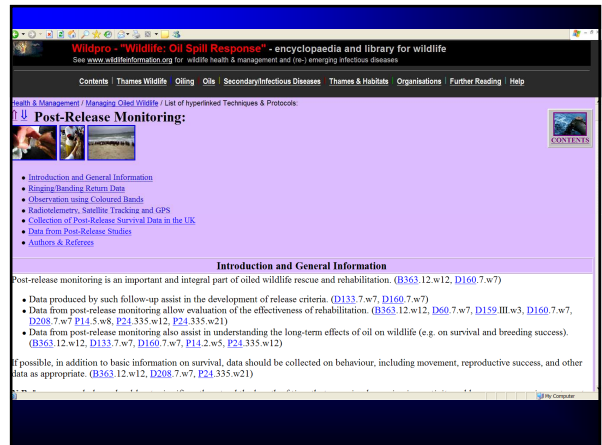 Wildpro - "Wildlife: Oil Spill Response" - encyclopaedia and library for wildlife
See www.wildlifeinformation.org for wildlife health & management and (re-) emerging infectious diseases
Contents | Thames Wildlife | Oiling | Oils | Secondary/Infectious Diseases | Thames & Habitats | Organisations | Further Reading | Help
Health & Management / Managing Oiled Wildlife / List of hyperlinked Techniques & Protocols:
⇑ ⇓ Post-Release Monitoring:
CONTENTS
• Introduction and General Information
• Ringing/Banding Return Data
• Observation using Coloured Bands
• Radiotelemetry, Satellite Tracking and GPS
• Collection of Post-Release Survival Data in the UK
• Data from Post-Release Studies
• Authors & Referees
Introduction and General Information
Post-release monitoring is an important and integral part of oiled wildlife rescue and rehabilitation. (B363.12.w12, D160.7.w7)
• Data produced by such follow-up assist in the development of release criteria. (D133.7.w7, D160.7.w7)
• Data from post-release monitoring allow evaluation of the effectiveness of rehabilitation. (B363.12.w12, D60.7.w7, D159.III.w3, D160.7.w7,
D208.7.w7 P14.5.w8, P24.335.w12, P24.335.w21)
• Data from post-release monitoring also assist in understanding the long-term effects of oil on wildlife (e.g. on survival and breeding success).
(B363.12.w12, D133.7.w7, D160.7.w7, P14.2.w5, P24.335.w12)
If possible, in addition to basic information on survival, data should be collected on behaviour, including movement, reproductive success, and other
data as appropriate. (B363.12.w12, D208.7.w7, P24.335.w21)
My Computer